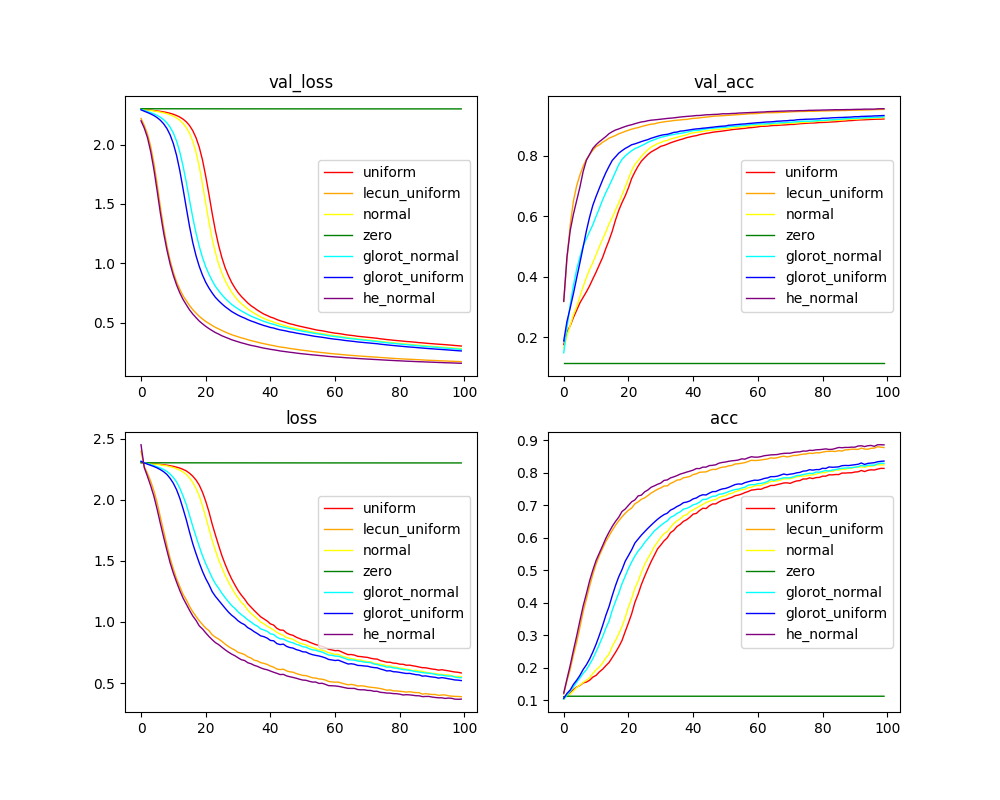 val_loss
2.0
1.5
1.0
0.5
0 20 40 60 80 100
uniform
lecun_uniform
normal
zero
glorot_normal
glorot_uniform
he_normal
val_acc
0.8
0.6
0.4
0.2
0 20 40 60 80 100
uniform
lecun_uniform
normal
zero
glorot_normal
glorot_uniform
he_normal
loss
2.5
2.0
1.5
1.0
0.5
0 20 40 60 80 100
uniform
lecun_uniform
normal
zero
glorot_normal
glorot_uniform
he_normal
acc
0.9
0.8
0.7
0.6
0.5
0.4
0.3
0.2
0.1
0 20 40 60 80 100
uniform
lecun_uniform
normal
zero
glorot_normal
glorot_uniform
he_normal